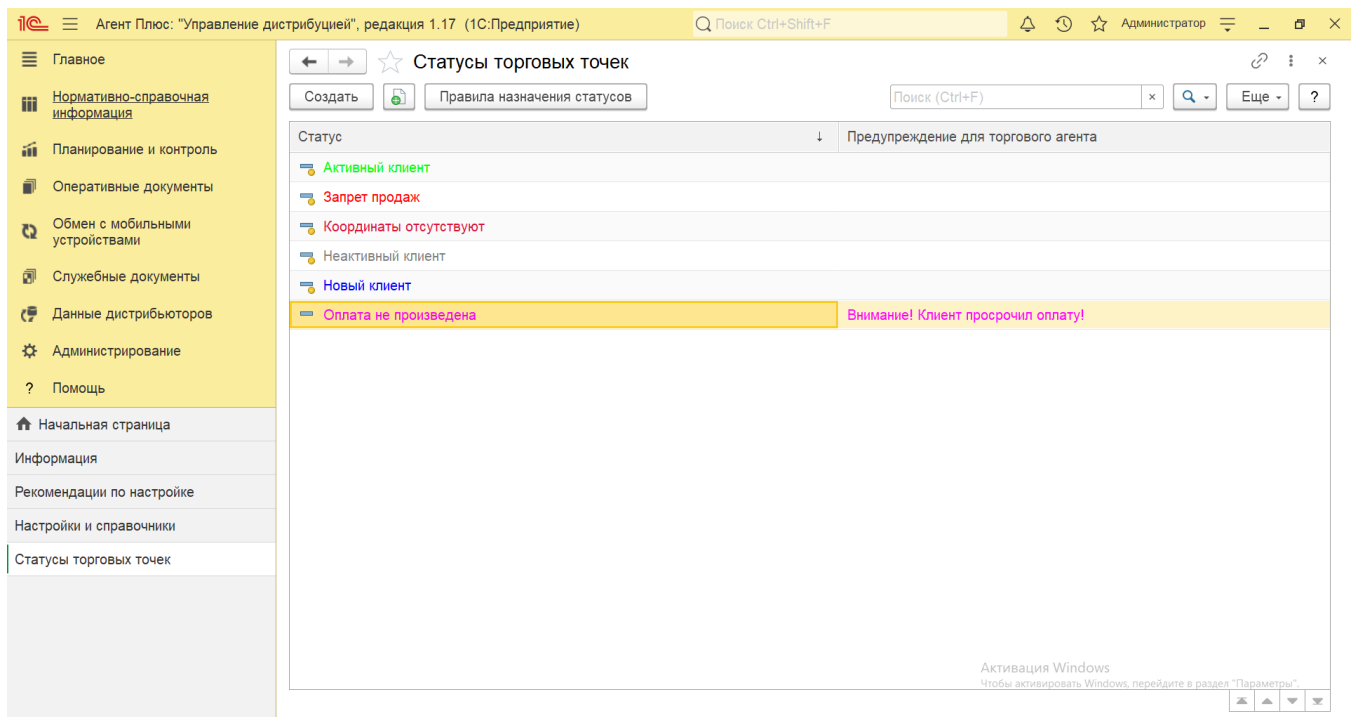 Агент Плюс: "Управление дистрибуцией", редакция 1.17 (1С:Предприятие)
Поиск Ctrl+Shift+F
Администратор
Главное
Нормативно-справочная
информация
Планирование и контроль
Оперативные документы
Обмен с мобильными
устройствами
Служебные документы
Данные дистрибьюторов
Администрирование
? Помощь
Начальная страница
Информация
Рекомендации по настройке
Настройки и справочники
Статусы торговых точек
Статусы торговых точек
Создать
Правила назначения статусов
Поиск (Ctrl+F)
Еще
?
Статус
Предупреждение для торгового агента
Активный клиент
Запрет продаж
Координаты отсутствуют
Неактивный клиент
Новый клиент
Оплата не произведена
Внимание! Клиент просрочил оплату!
Активация Windows
Чтобы активировать Windows, перейдите в раздел "Параметры".